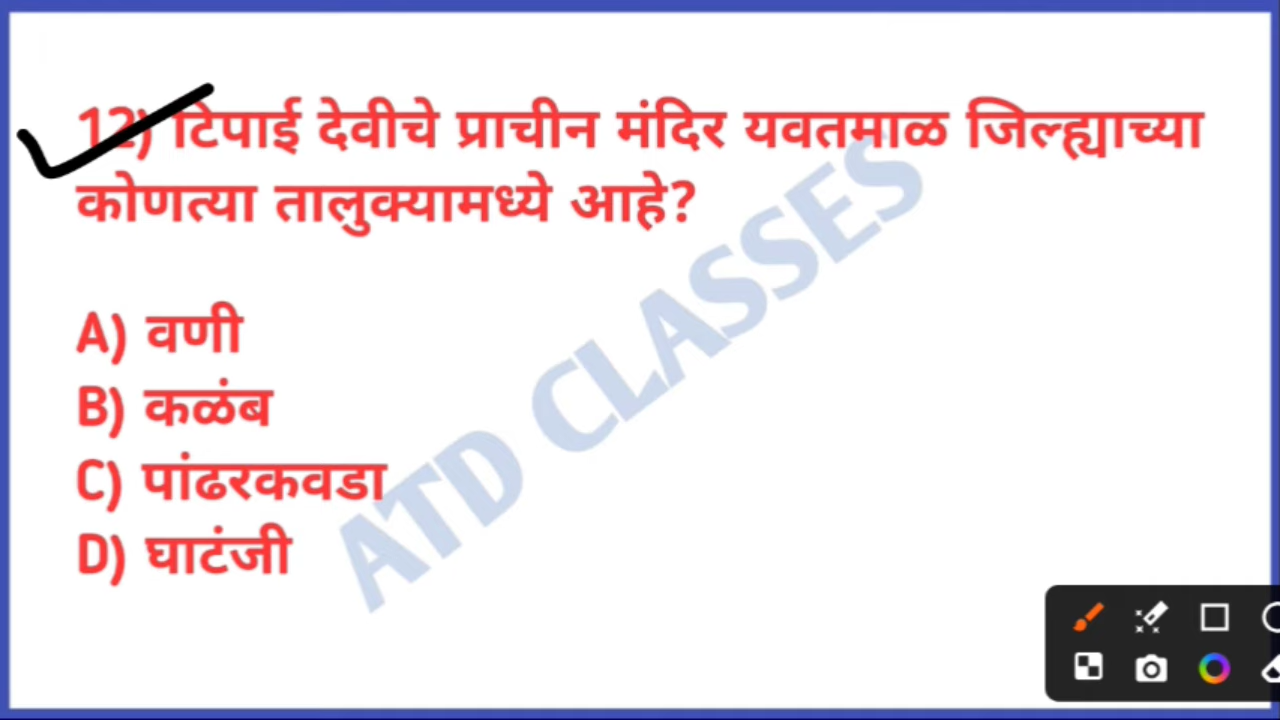 12) टिपाई देवीचे प्राचीन मंदिर यवतमाळ जिल्ह्याच्या
कोणत्या तालुक्यामध्ये आहे?
A) वणी
B) कळंब
C) पांढरकवडा
D) घाटंजी
ATD CLASSES